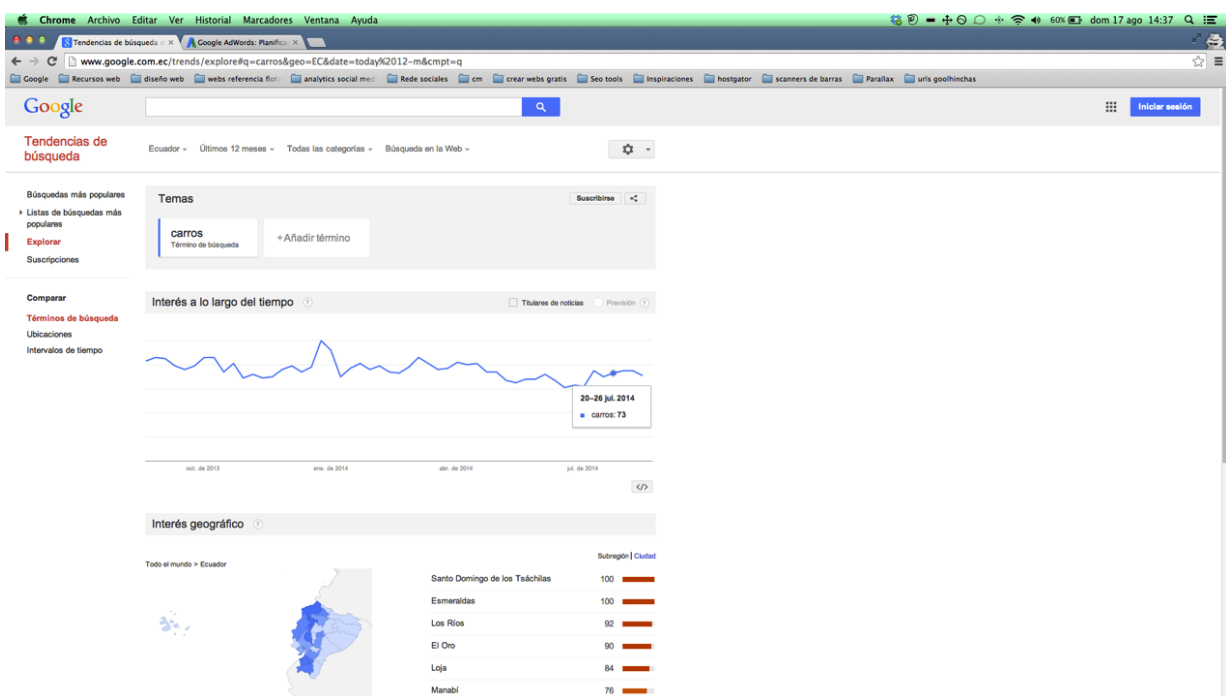 Chrome Archivo Editar Ver Historial Marcadores Ventana Ayuda
60% dom 17 ago 14:37
Tendencias de búsqueda d
Google AdWords: Planifica
www.google.com.ec/trends/explore#q=carros&geo=EC&date=today%2012-m&cmpt=q
Google Recursos web diseño web webs referencia analytics social med Rede sociales cm crear webs gratis Seo tools Inspiraciones hostgator scanners de barras Parallax urls goolhinchas
Google
Iniciar sesión
Tendencias de búsqueda
Ecuador Últimos 12 meses Todas las categorías Búsqueda en la Web
Búsquedas más populares
Listas de búsquedas más populares
Explorar
Suscripciones
Comparar
Términos de búsqueda
Ubicaciones
Intervalos de tiempo
Temas
Suscribirse
carros
Término de búsqueda
+Añadir término
Interés a lo largo del tiempo ?
Titulares de noticias Previsión ?
20–26 jul. 2014
carros: 73
oct. de 2013 ene. de 2014 abr. de 2014 jul. de 2014
</>
Interés geográfico ?
Subregión | Ciudad
Todo el mundo > Ecuador
Santo Domingo de los Tsáchilas 100
Esmeraldas 100
Los Ríos 92
El Oro 90
Loja 84
Manabí 76